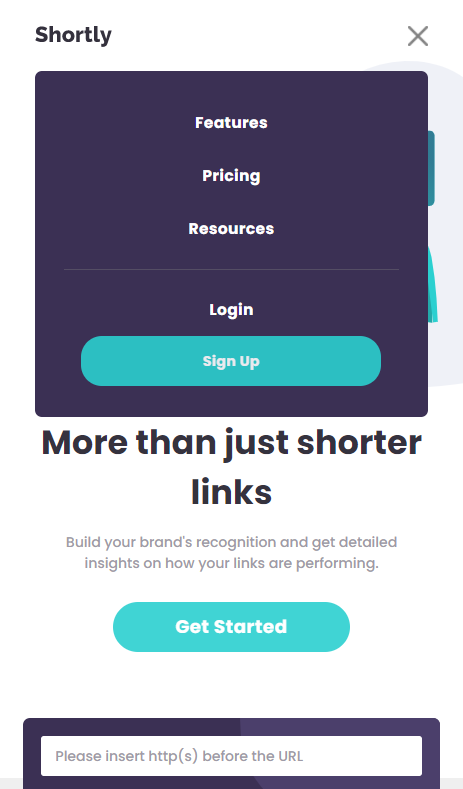 Shortly
Features
Pricing
Resources
Login
Sign Up
More than just shorter
links
Build your brand's recognition and get detailed
insights on how your links are performing.
Get Started
Please insert http(s) before the URL